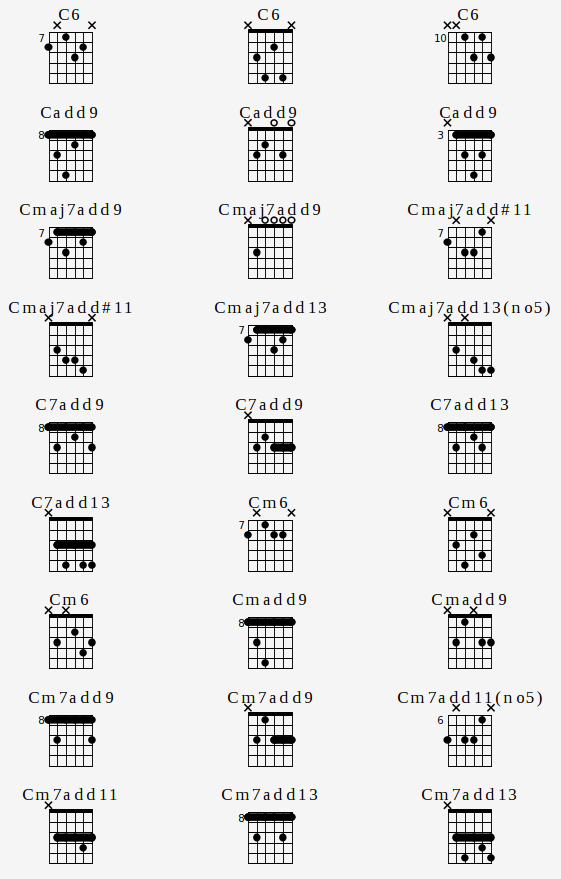 C6 C6 C6
7 10
Cadd9 Cadd9 Cadd9
8 3
Cmaj7add9 Cmaj7add9 Cmaj7add#11
7 7
Cmaj7add#11 Cmaj7add13 Cmaj7add13(no5)
7
C7add9 C7add9 C7add13
8 8
C7add13 Cm6 Cm6
7
Cm6 Cmadd9 Cmadd9
8
Cm7add9 Cm7add9 Cm7add11(no5)
8 6
Cm7add11 Cm7add13 Cm7add13
8